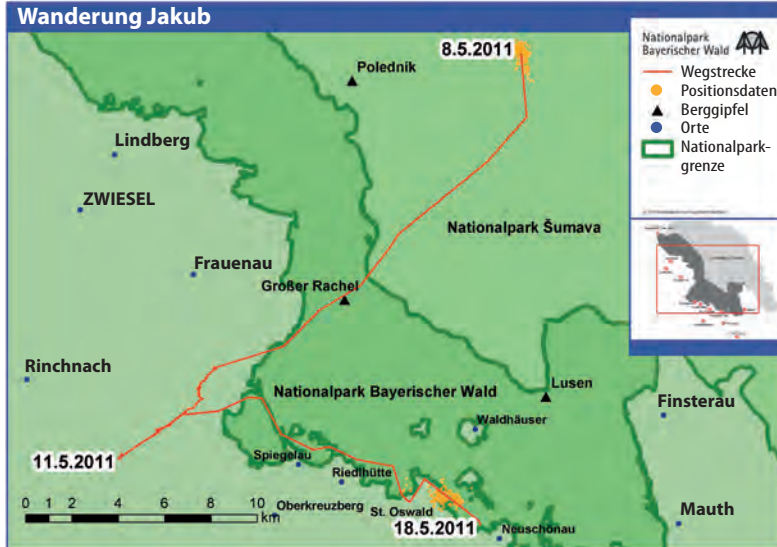 Wanderung Jakub
8.5.2011
Polednik
Lindberg
ZWIESEL
Nationalpark Šumava
Frauenau
Großer Rachel
Rinchnach
Nationalpark Bayerischer Wald
Lusen
Waldhäuser
Finsterau
11.5.2011
Spiegelau
Riedlhütte
Oberkreuzberg
St. Oswald
18.5.2011
Neuschönau
Mauth
0 1 2 4 6 8 10
km
Nationalpark
Bayerischer Wald
Wegstrecke
Positionsdaten
Berggipfel
Orte
Nationalpark-
grenze